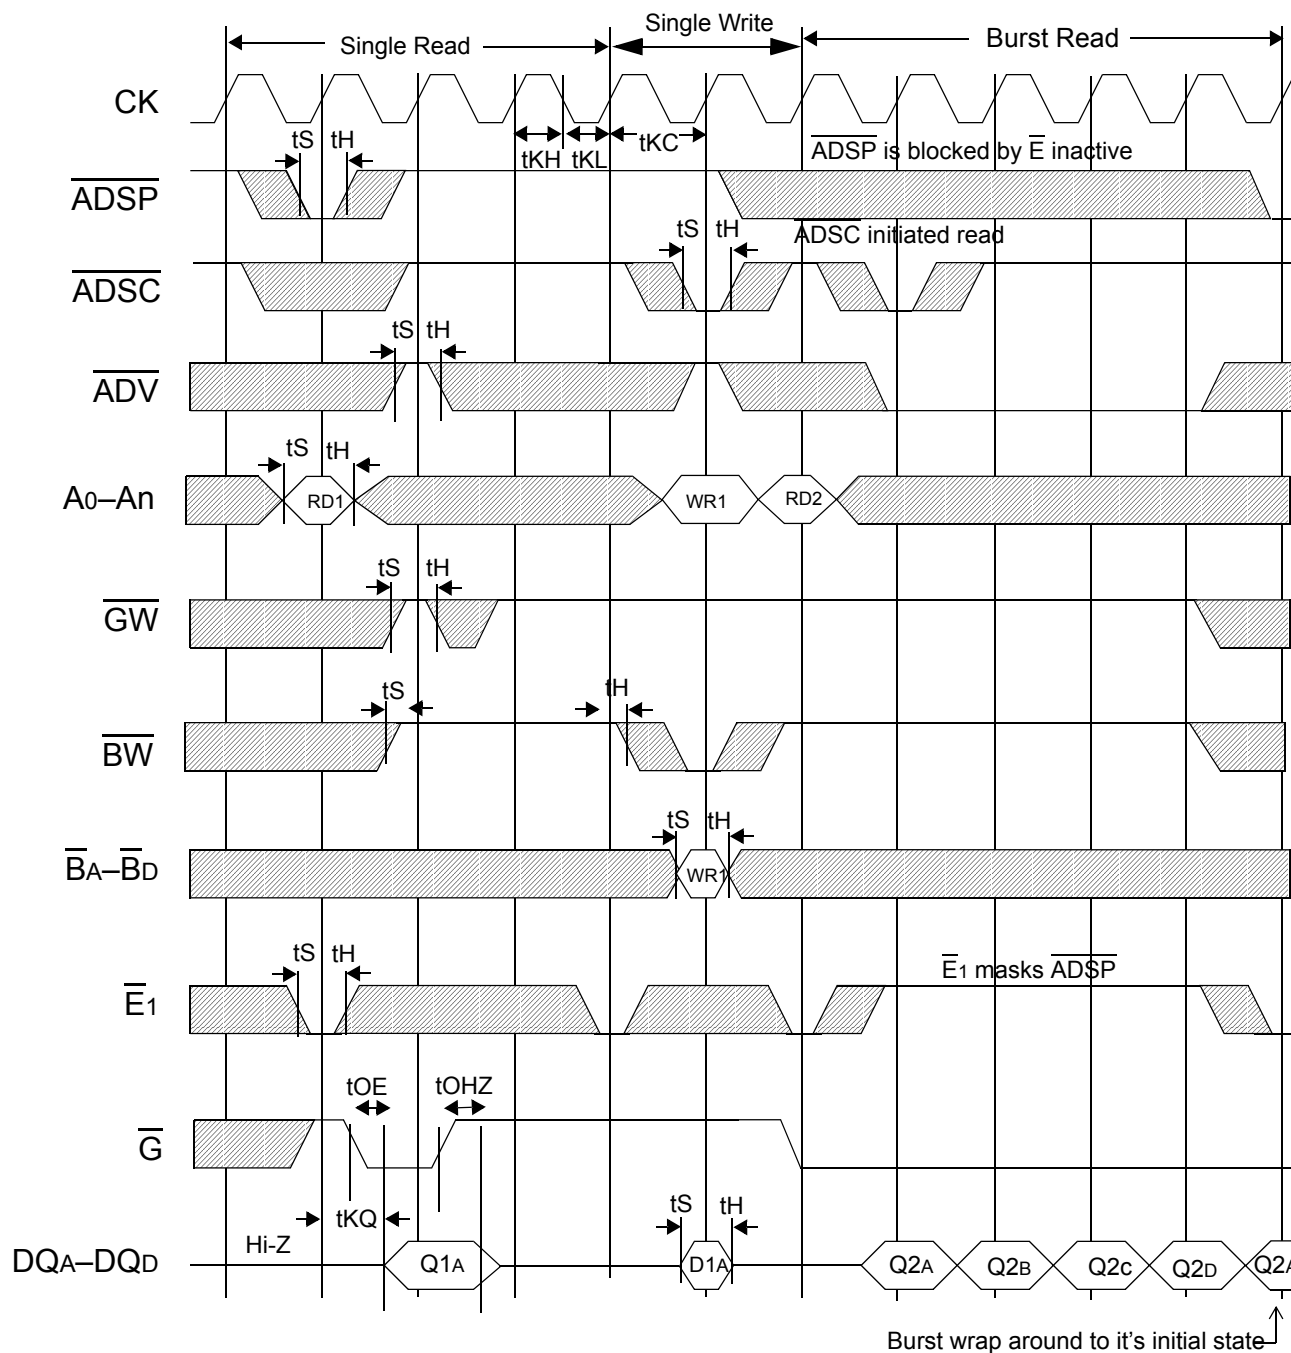 Single Read
Single Write
Burst Read
CK
tKH tKL tKC
ADSP is blocked by E inactive
tS tH
ADSP
ADSC initiated read
tS tH
ADSC
tS tH
ADV
tS tH
A0–An RD1 WR1 RD2
tS tH
GW
tS tH
BW
tS tH
BA–BD WR1
tS tH
E1 masks ADSP
E1
tOE tOHZ
G
tKQ tS tH
Hi-Z
DQA–DQD Q1A D1A Q2A Q2B Q2c Q2D Q2A
Burst wrap around to it's initial state